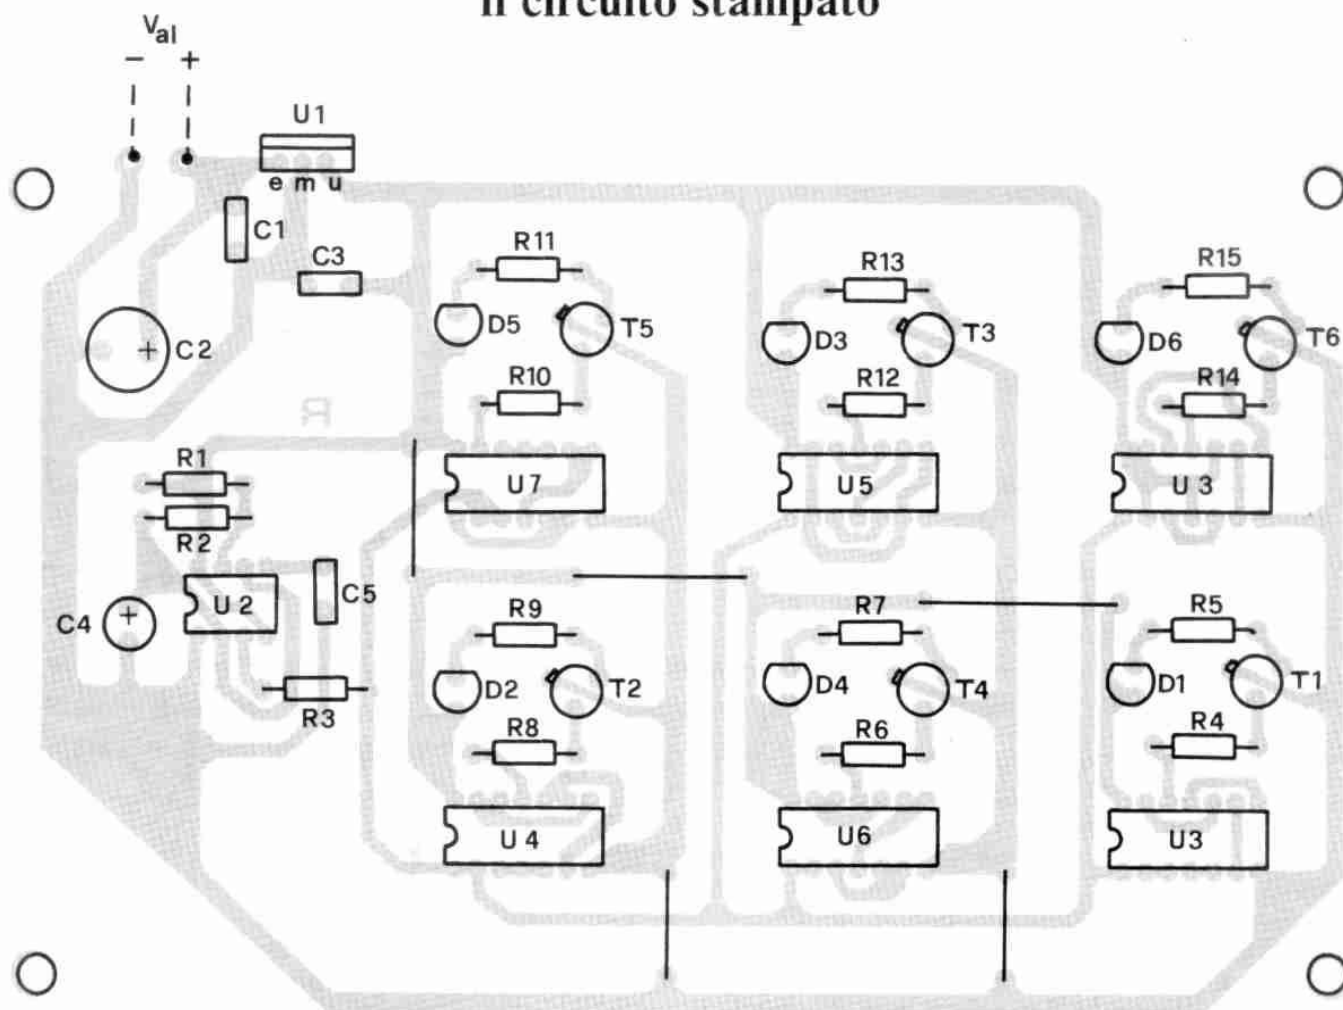 il circuito stampato
Val
- +
U1
e m u
C1
C3
R11
R13
R15
D5
T5
D3
T3
D6
T6
+
C2
R10
R12
R14
R
R1
U7
U5
U3
R2
U2
C5
+
C4
R9
R7
R5
R3
D2
T2
D4
T4
D1
T1
R8
R6
R4
U4
U6
U3